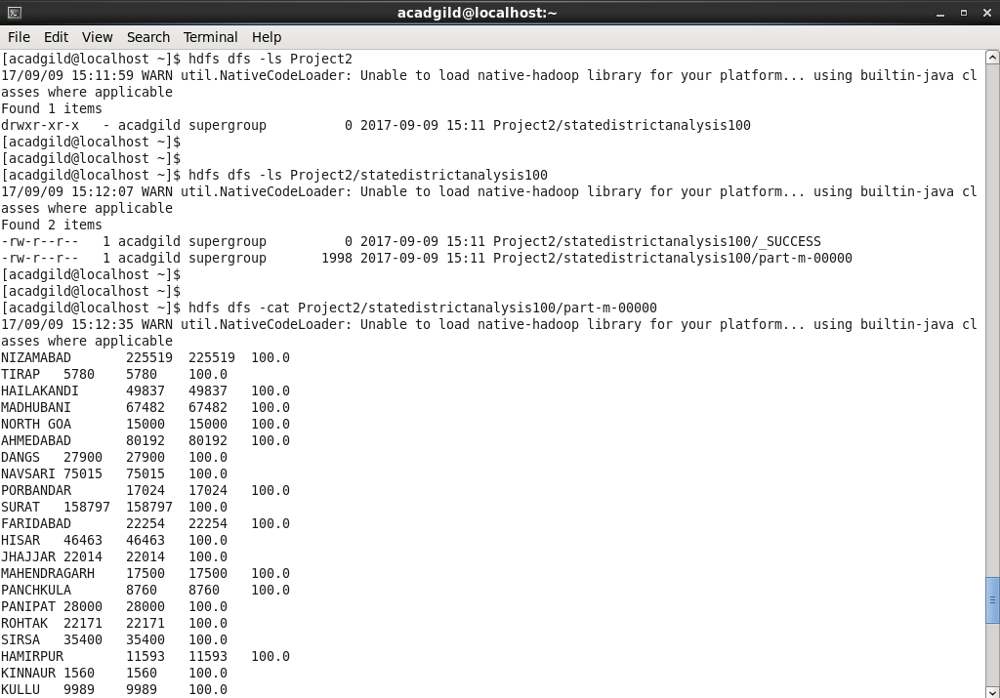 acadgild@localhost:~
File Edit View Search Terminal Help
[acadgild@localhost ~]$ hdfs dfs -ls Project2
17/09/09 15:11:59 WARN util.NativeCodeLoader: Unable to load native-hadoop library for your platform... using builtin-java cl
asses where applicable
Found 1 items
drwxr-xr-x   - acadgild supergroup          0 2017-09-09 15:11 Project2/statedistrictanalysis100
[acadgild@localhost ~]$
[acadgild@localhost ~]$
[acadgild@localhost ~]$ hdfs dfs -ls Project2/statedistrictanalysis100
17/09/09 15:12:07 WARN util.NativeCodeLoader: Unable to load native-hadoop library for your platform... using builtin-java cl
asses where applicable
Found 2 items
-rw-r--r--   1 acadgild supergroup          0 2017-09-09 15:11 Project2/statedistrictanalysis100/_SUCCESS
-rw-r--r--   1 acadgild supergroup       1998 2017-09-09 15:11 Project2/statedistrictanalysis100/part-m-00000
[acadgild@localhost ~]$
[acadgild@localhost ~]$
[acadgild@localhost ~]$ hdfs dfs -cat Project2/statedistrictanalysis100/part-m-00000
17/09/09 15:12:35 WARN util.NativeCodeLoader: Unable to load native-hadoop library for your platform... using builtin-java cl
asses where applicable
NIZAMABAD       225519  225519  100.0
TIRAP   5780    5780    100.0
HAILAKANDI      49837   49837   100.0
MADHUBANI       67482   67482   100.0
NORTH GOA       15000   15000   100.0
AHMEDABAD       80192   80192   100.0
DANGS   27900   27900   100.0
NAVSARI 75015   75015   100.0
PORBANDAR       17024   17024   100.0
SURAT   158797  158797  100.0
FARIDABAD       22254   22254   100.0
HISAR   46463   46463   100.0
JHAJJAR 22014   22014   100.0
MAHENDRAGARH    17500   17500   100.0
PANCHKULA       8760    8760    100.0
PANIPAT 28000   28000   100.0
ROHTAK  22171   22171   100.0
SIRSA   35400   35400   100.0
HAMIRPUR        11593   11593   100.0
KINNAUR 1560    1560    100.0
KULLU   9989    9989    100.0